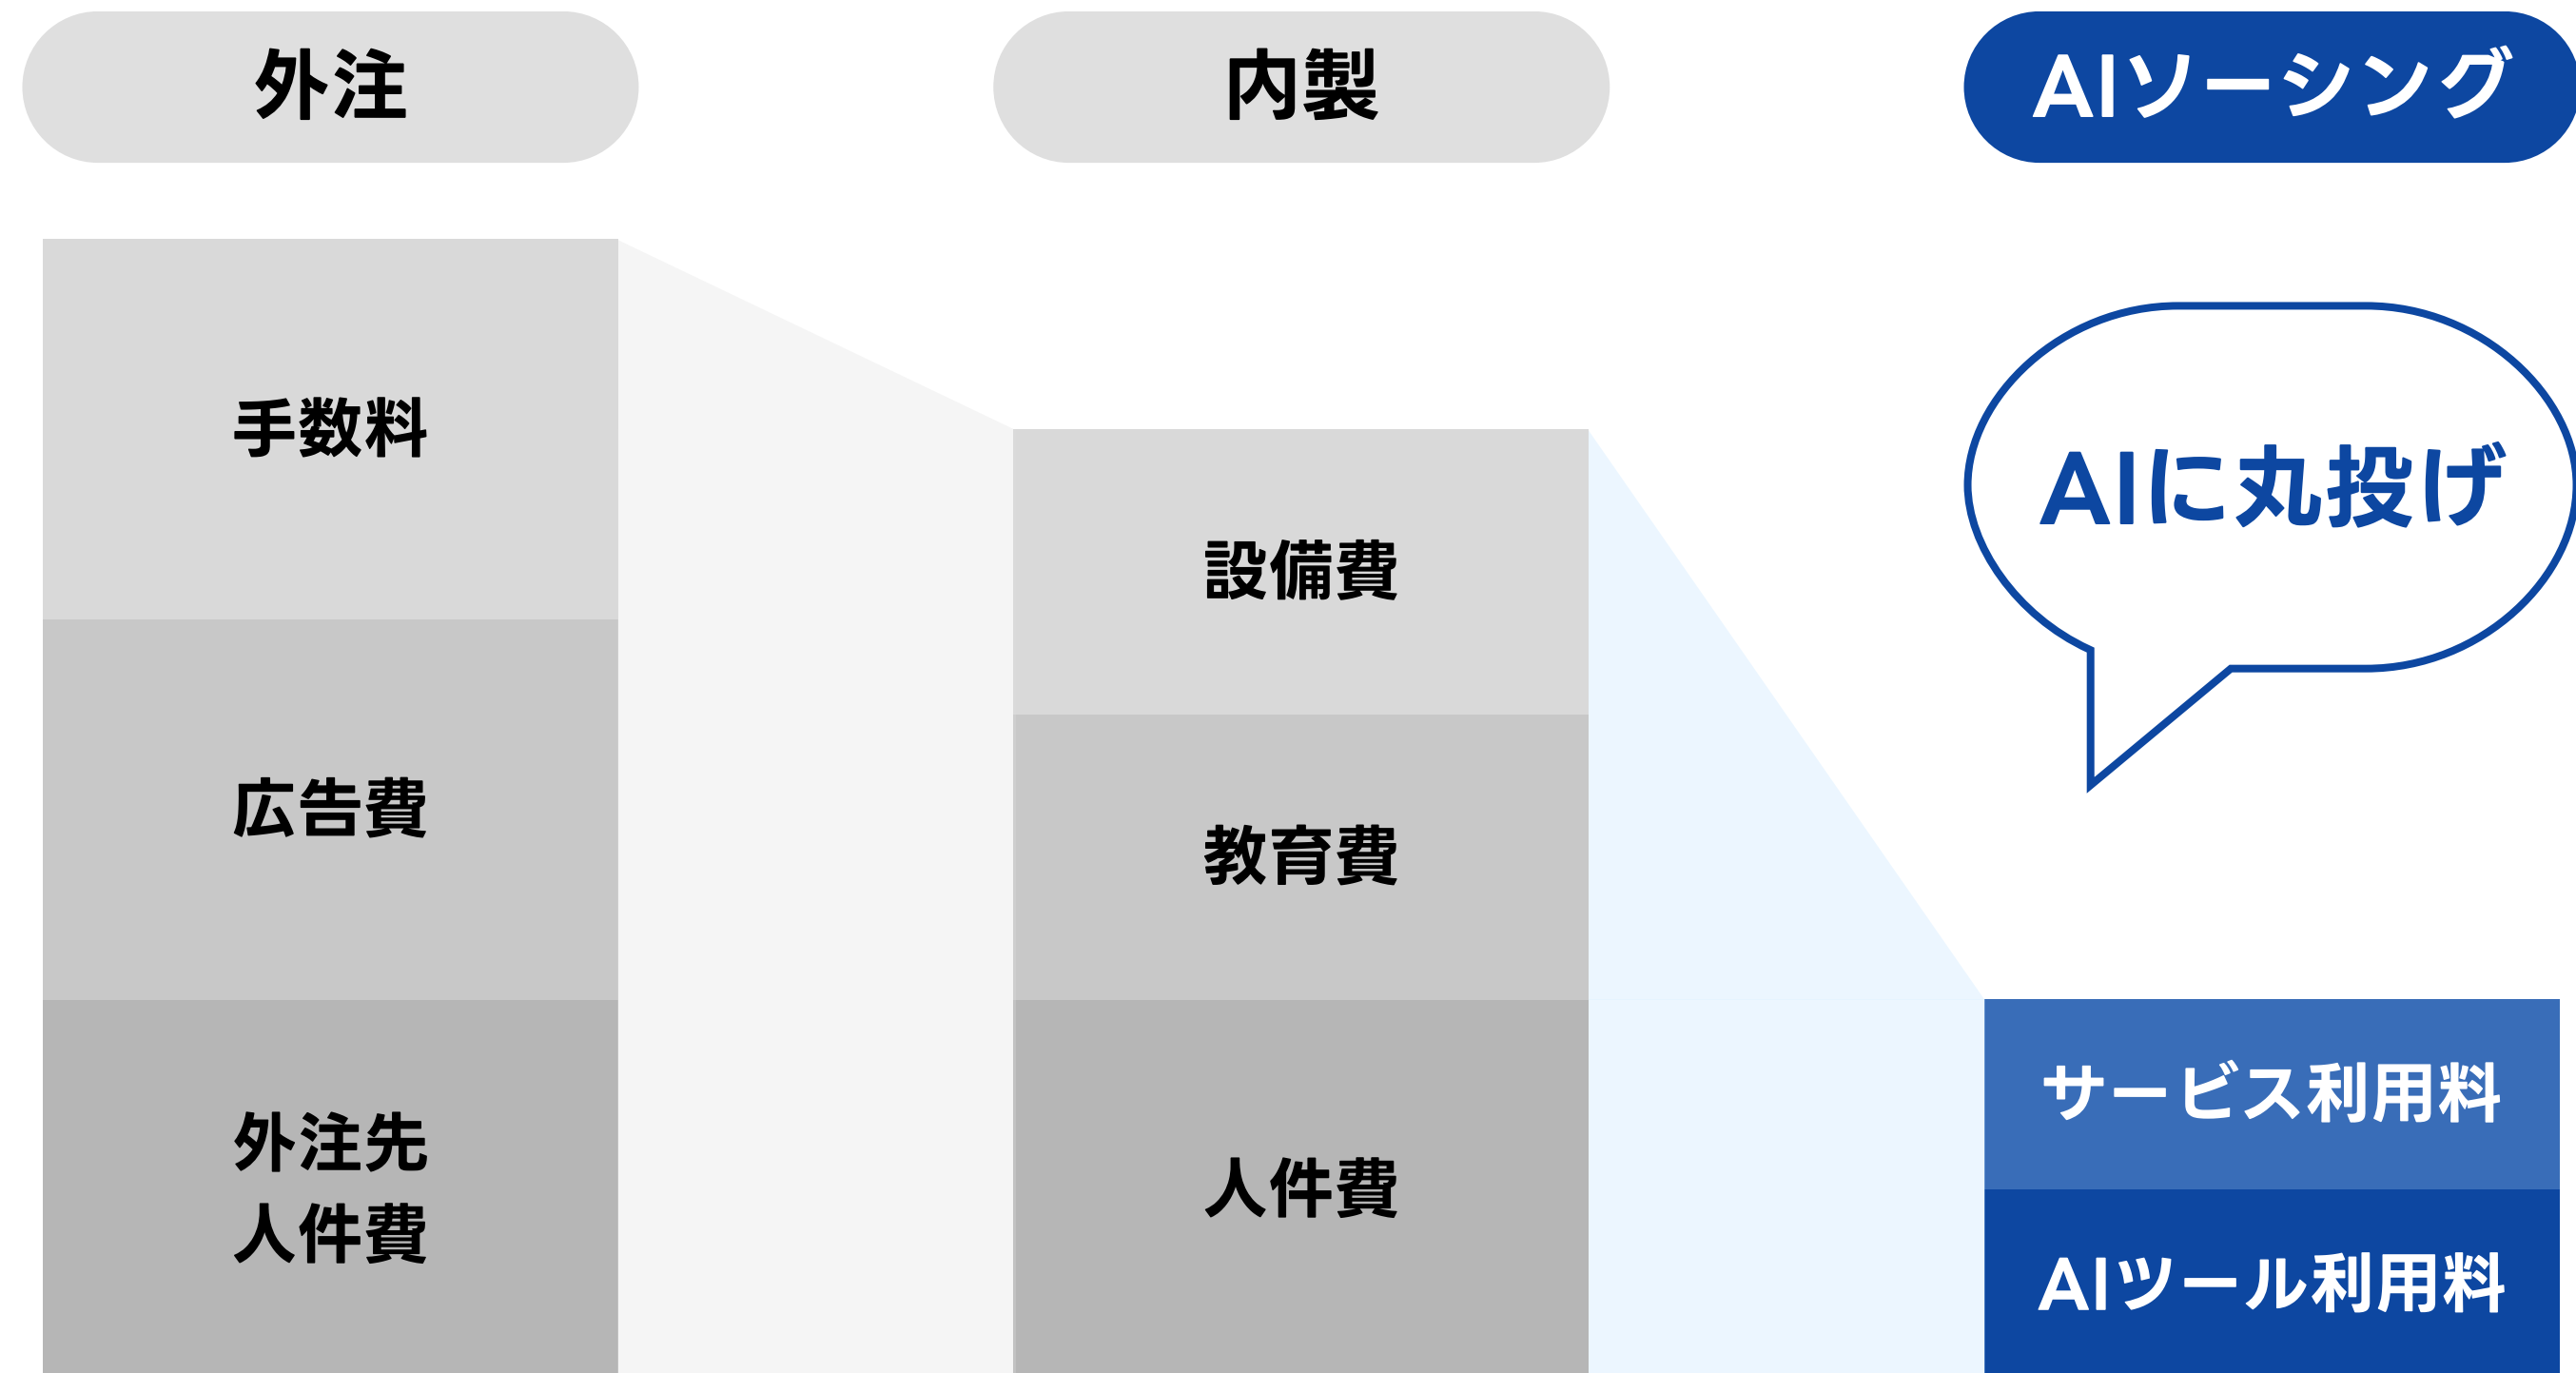 外注
手数料
広告費
外注先
人件費
内製
設備費
教育費
人件費
AIソーシング
AIに丸投げ
サービス利用料
AIツール利用料